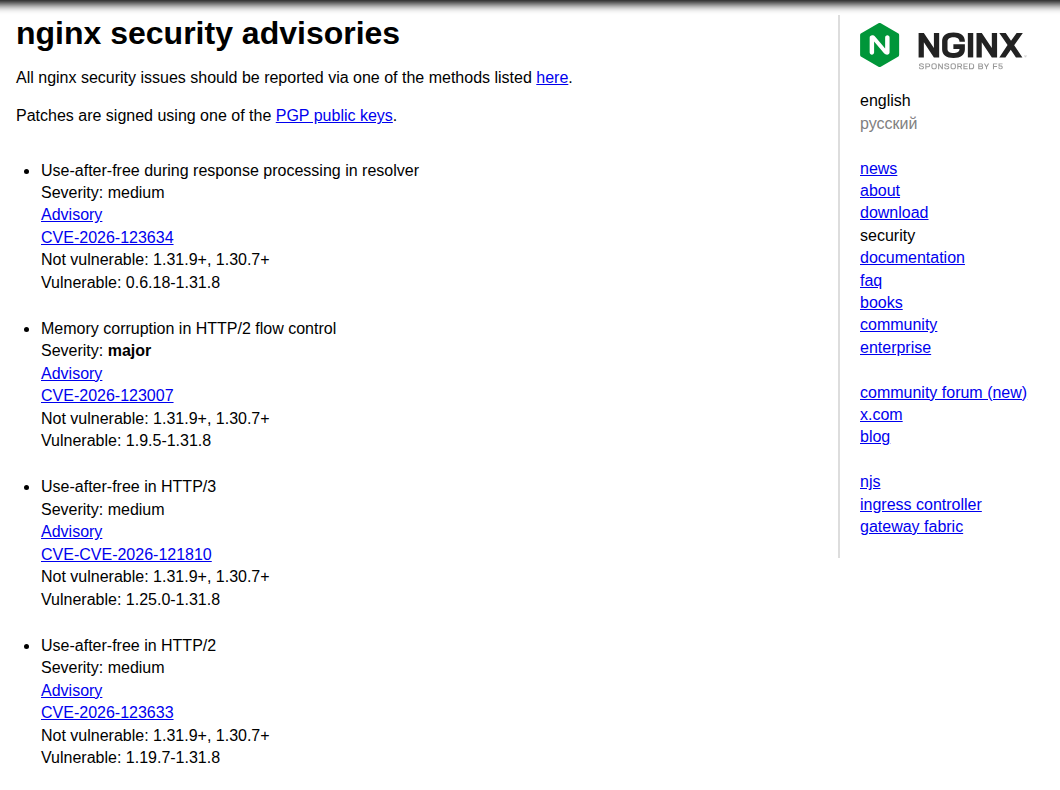 nginx security advisories
All nginx security issues should be reported via one of the methods listed here.
Patches are signed using one of the PGP public keys.
Use-after-free during response processing in resolver
Severity: medium
Advisory
CVE-2026-123634
Not vulnerable: 1.31.9+, 1.30.7+
Vulnerable: 0.6.18-1.31.8
Memory corruption in HTTP/2 flow control
Severity: major
Advisory
CVE-2026-123007
Not vulnerable: 1.31.9+, 1.30.7+
Vulnerable: 1.9.5-1.31.8
Use-after-free in HTTP/3
Severity: medium
Advisory
CVE-CVE-2026-121810
Not vulnerable: 1.31.9+, 1.30.7+
Vulnerable: 1.25.0-1.31.8
Use-after-free in HTTP/2
Severity: medium
Advisory
CVE-2026-123633
Not vulnerable: 1.31.9+, 1.30.7+
Vulnerable: 1.19.7-1.31.8
N NGINX
SPONSORED BY F5
english
русский
news
about
download
security
documentation
faq
books
community
enterprise
community forum (new)
x.com
blog
njs
ingress controller
gateway fabric